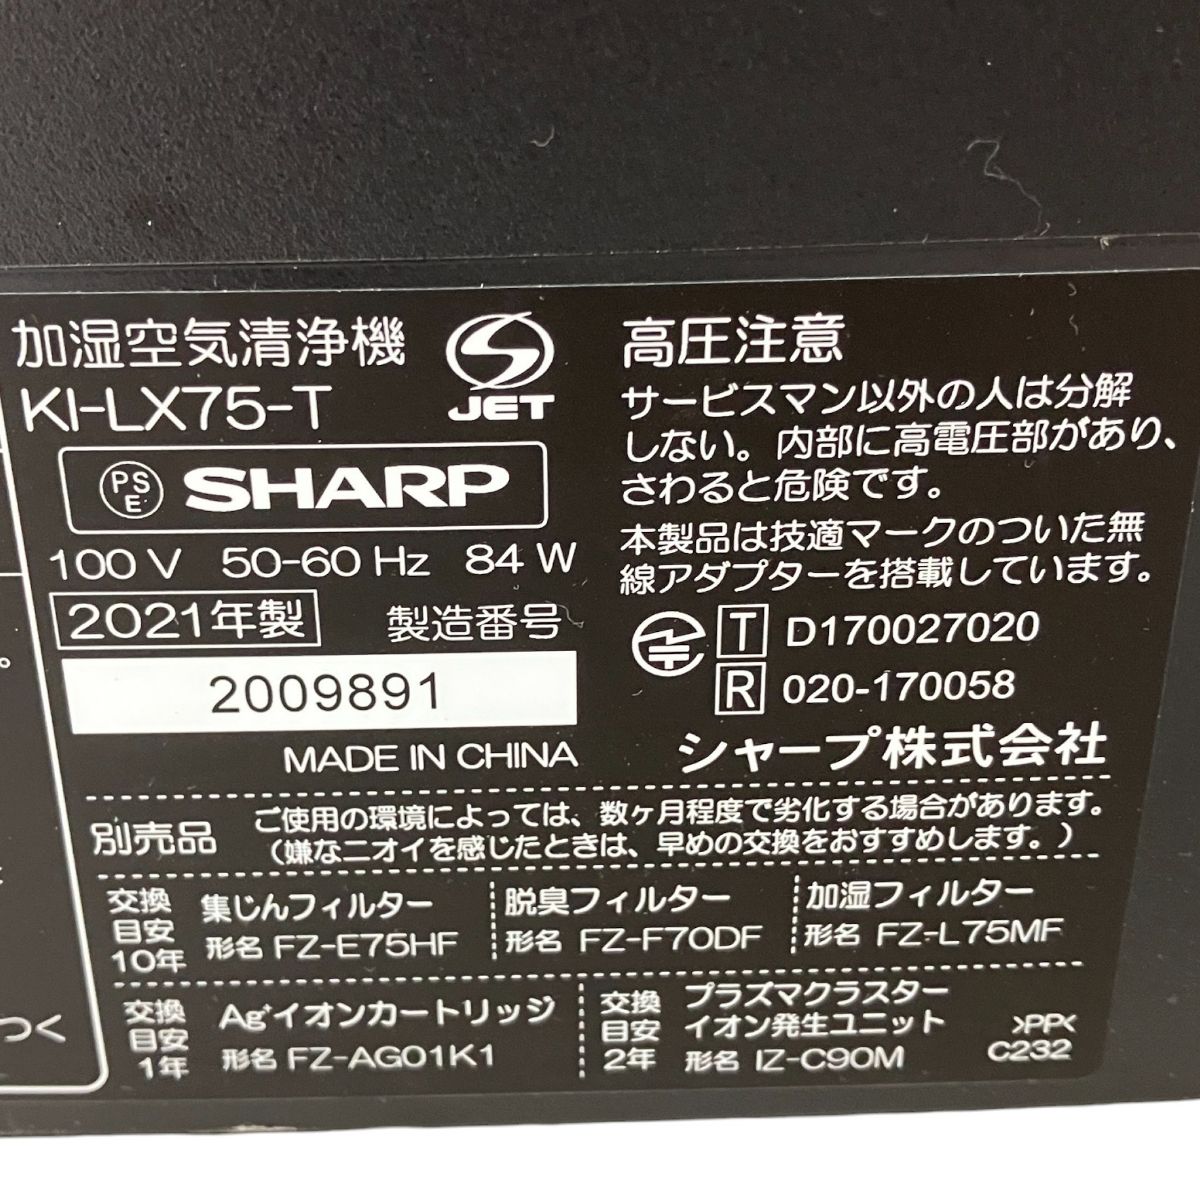 加湿空気清浄機
KI-LX75-T
JET
PS
E
SHARP
100 V 50-60 Hz 84 W
2021年製 製造番号
2009891
MADE IN CHINA
高圧注意
サービスマン以外の人は分解
しない。内部に高電圧部があり、
さわると危険です。
本製品は技適マークのついた無
線アダプターを搭載しています。
T D170027020
R 020-170058
シャープ株式会社
別売品
ご使用の環境によっては、数ヶ月程度で劣化する場合があります。
(嫌なニオイを感じたときは、早めの交換をおすすめします。)
交換
目安
10年
集じんフィルター
形名 FZ-E75HF
脱臭フィルター
形名 FZ-F70DF
加湿フィルター
形名 FZ-L75MF
交換
目安
1年
Ag⁺イオンカートリッジ
形名 FZ-AG01K1
交換
目安
2年
プラズマクラスター
イオン発生ユニット
形名 IZ-C90M
>PP<
C232
。
つく